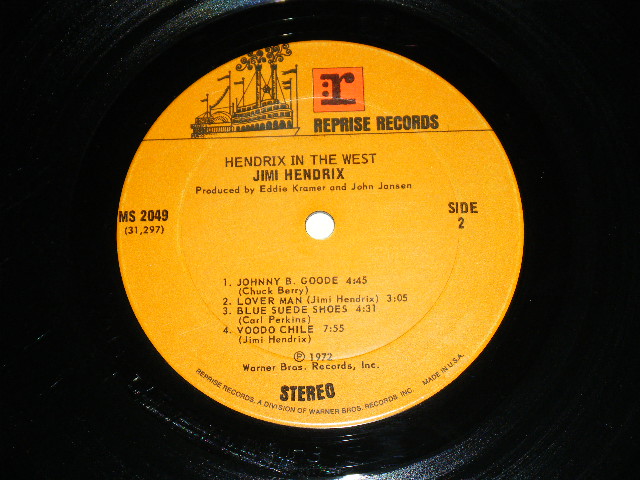 r
REPRISE RECORDS
HENDRIX IN THE WEST
JIMI HENDRIX
Produced by Eddie Kramer and John Jansen
MS 2049
(31,297)
SIDE
2
1. JOHNNY B. GOODE 4:45
(Chuck Berry)
2. LOVER MAN (Jimi Hendrix) 3:05
3. BLUE SUEDE SHOES 4:31
(Carl Perkins)
4. VOODO CHILE 7:55
(Jimi Hendrix)
Ⓟ 1972
Warner Bros. Records, Inc.
STEREO
REPRISE RECORDS, A DIVISION OF WARNER BROS. RECORDS INC. MADE IN U.S.A.